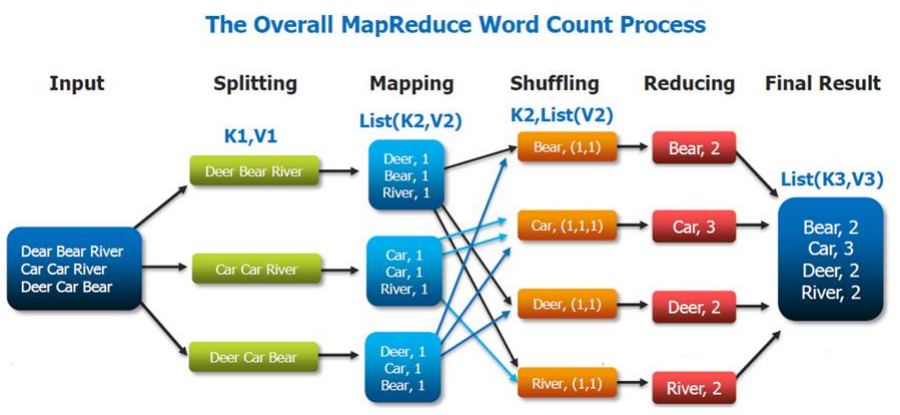 The Overall MapReduce Word Count Process
Input
Splitting
Mapping
Shuffling
Reducing
Final Result
K1,V1
List(K2,V2)
K2,List(V2)
List(K3,V3)
Dear Bear River
Car Car River
Deer Car Bear
Deer Bear River
Car Car River
Deer Car Bear
Deer, 1
Bear, 1
River, 1
Car, 1
Car, 1
River, 1
Deer, 1
Car, 1
Bear, 1
Bear, (1,1)
Car, (1,1,1)
Deer, (1,1)
River, (1,1)
Bear, 2
Car, 3
Deer, 2
River, 2
Bear, 2
Car, 3
Deer, 2
River, 2